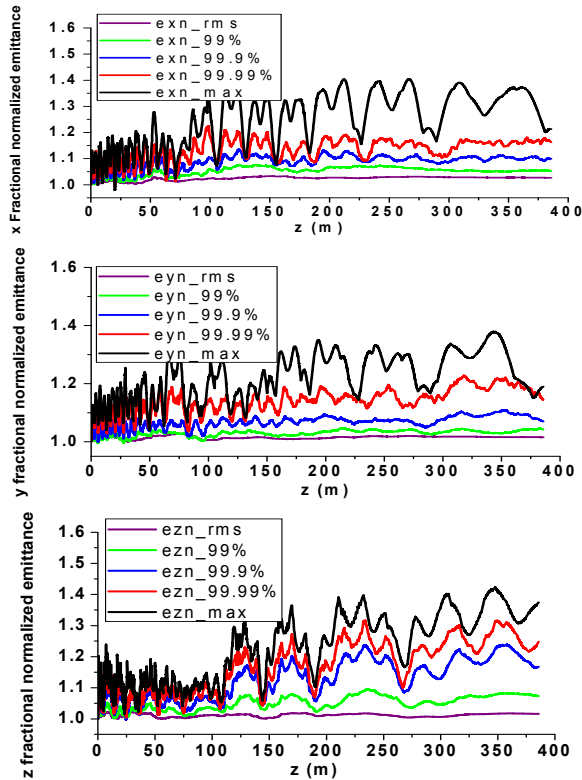 exn_rms
exn_99%
exn_99.9%
exn_99.99%
exn_max
x Fractional normalized emittance
1.6
1.5
1.4
1.3
1.2
1.1
1.0
0 50 100 150 200 250 300 350 400
z (m)
eyn_rms
eyn_99%
eyn_99.9%
eyn_99.99%
eyn_max
y fractional normalized emittance
1.6
1.4
1.2
1.0
0 50 100 150 200 250 300 350 400
z (m)
ezn_rms
ezn_99%
ezn_99.9%
ezn_99.99%
ezn_max
z fractional normalized emittance
1.6
1.5
1.4
1.3
1.2
1.1
1.0
0 50 100 150 200 250 300 350 400
z (m)